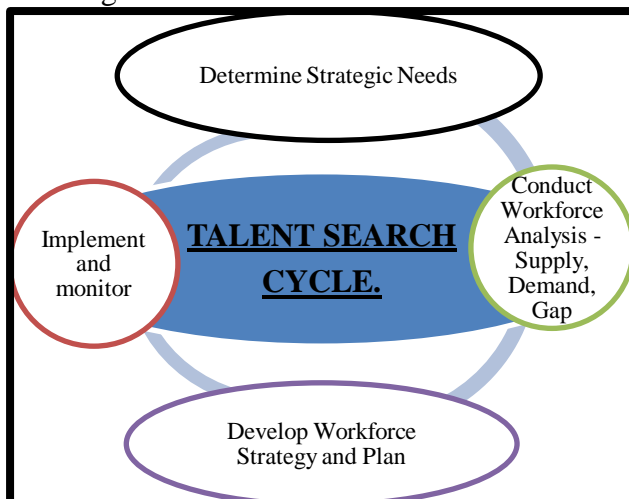 Determine Strategic Needs
Conduct
Workforce
Analysis -
Supply,
Demand,
Gap
TALENT SEARCH
CYCLE.
Implement
and
monitor
Develop Workforce
Strategy and Plan